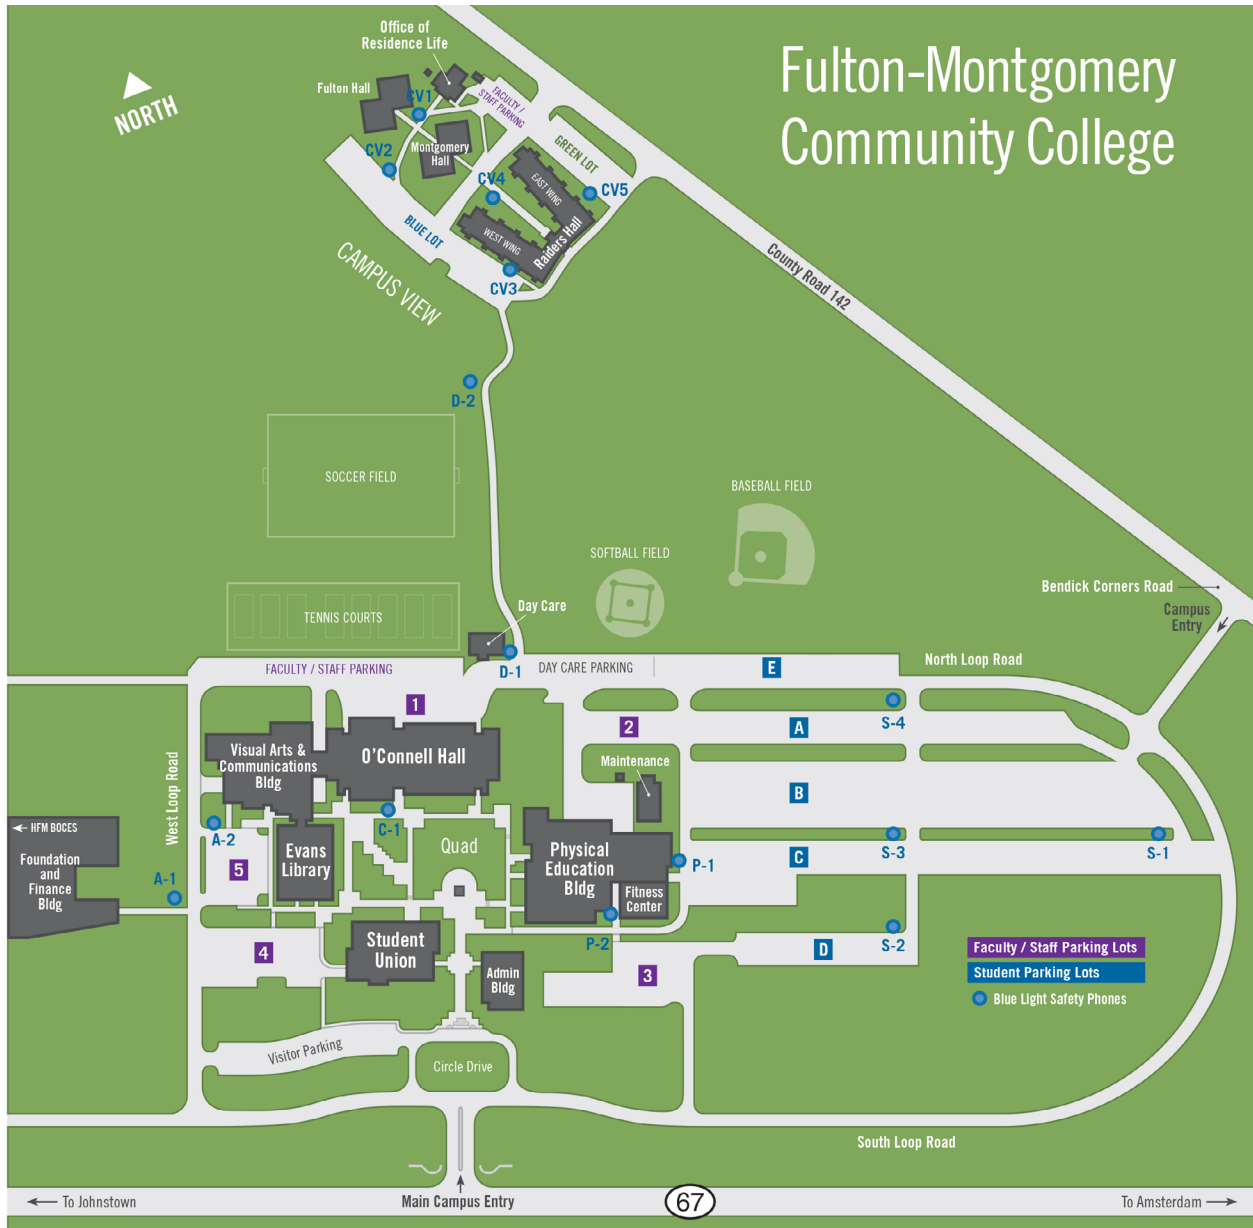 Fulton-Montgomery
Community College
NORTH
Office of
Residence Life
Fulton Hall
CV1
FACULTY /
STAFF PARKING
Montgomery
Hall
CV2
GREEN LOT
CV4
EAST WING
CV5
BLUE LOT
WEST WING
Raiders Hall
CV3
CAMPUS VIEW
County Road 142
D-2
SOCCER FIELD
BASEBALL FIELD
SOFTBALL FIELD
TENNIS COURTS
Day Care
Bendick Corners Road
Campus
Entry
FACULTY / STAFF PARKING
D-1
DAY CARE PARKING
E
North Loop Road
1
2
A
S-4
Visual Arts &
Communications
Bldg
O'Connell Hall
Maintenance
West Loop Road
B
HFM BOCES
A-2
C-1
Quad
Evans
Library
Foundation
and
Finance
Bldg
5
A-1
Physical
Education
Bldg
Fitness
Center
P-1
C
S-3
S-1
P-2
4
Student
Union
Admin
Bldg
3
D
S-2
Faculty / Staff Parking Lots
Student Parking Lots
Blue Light Safety Phones
Visitor Parking
Circle Drive
South Loop Road
To Johnstown
Main Campus Entry
67
To Amsterdam